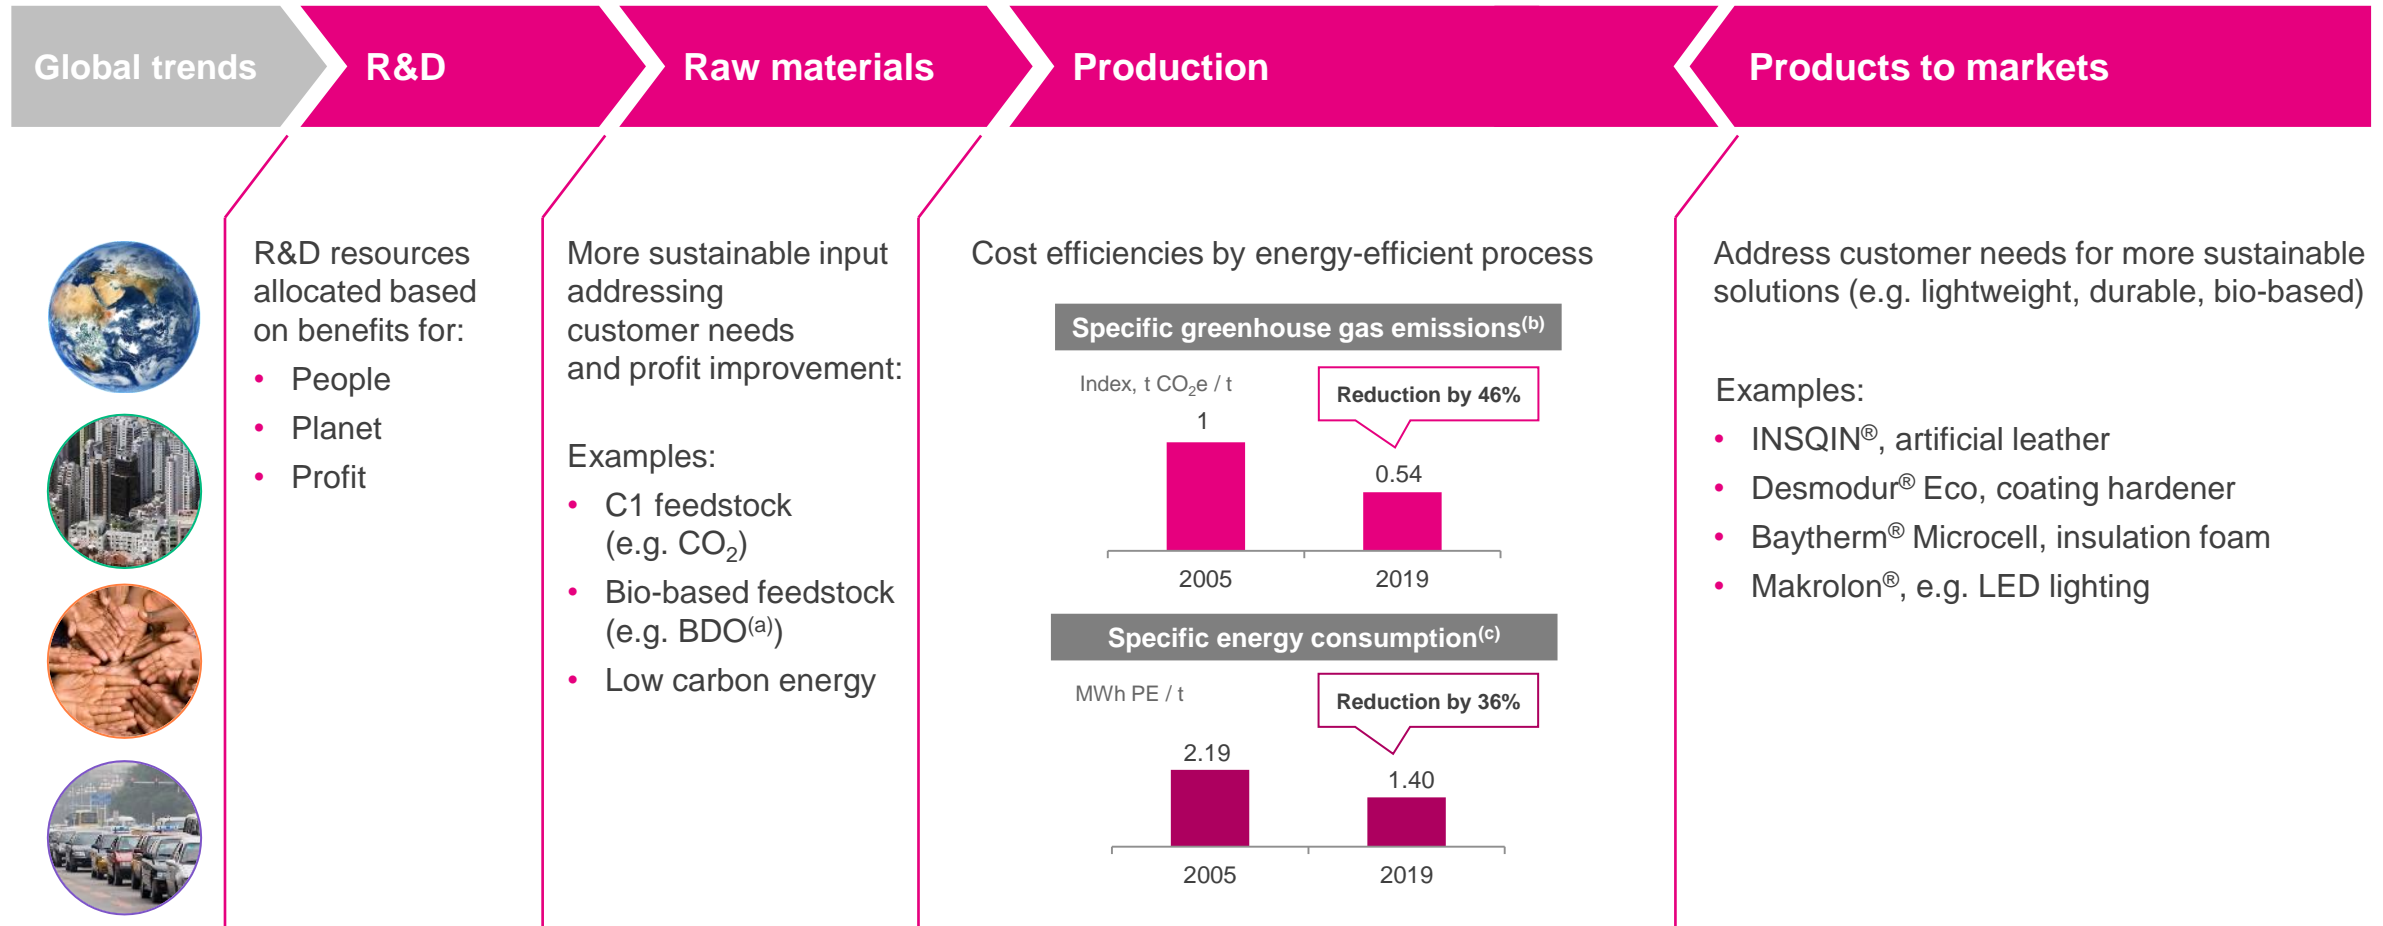 Global trends
R&D
Raw materials
Production
Products to markets
R&D resources
allocated based
on benefits for:
• People
• Planet
• Profit
More sustainable input
addressing
customer needs
and profit improvement:
Examples:
• C1 feedstock
(e.g. CO₂)
• Bio-based feedstock
(e.g. BDO(a))
• Low carbon energy
Cost efficiencies by energy-efficient process
Specific greenhouse gas emissions(b)
Index, t CO₂e / t
Reduction by 46%
1
0.54
2005
2019
Specific energy consumption(c)
MWh PE / t
Reduction by 36%
2.19
1.40
2005
2019
Address customer needs for more sustainable
solutions (e.g. lightweight, durable, bio-based)
Examples:
• INSQIN®, artificial leather
• Desmodur® Eco, coating hardener
• Baytherm® Microcell, insulation foam
• Makrolon®, e.g. LED lighting